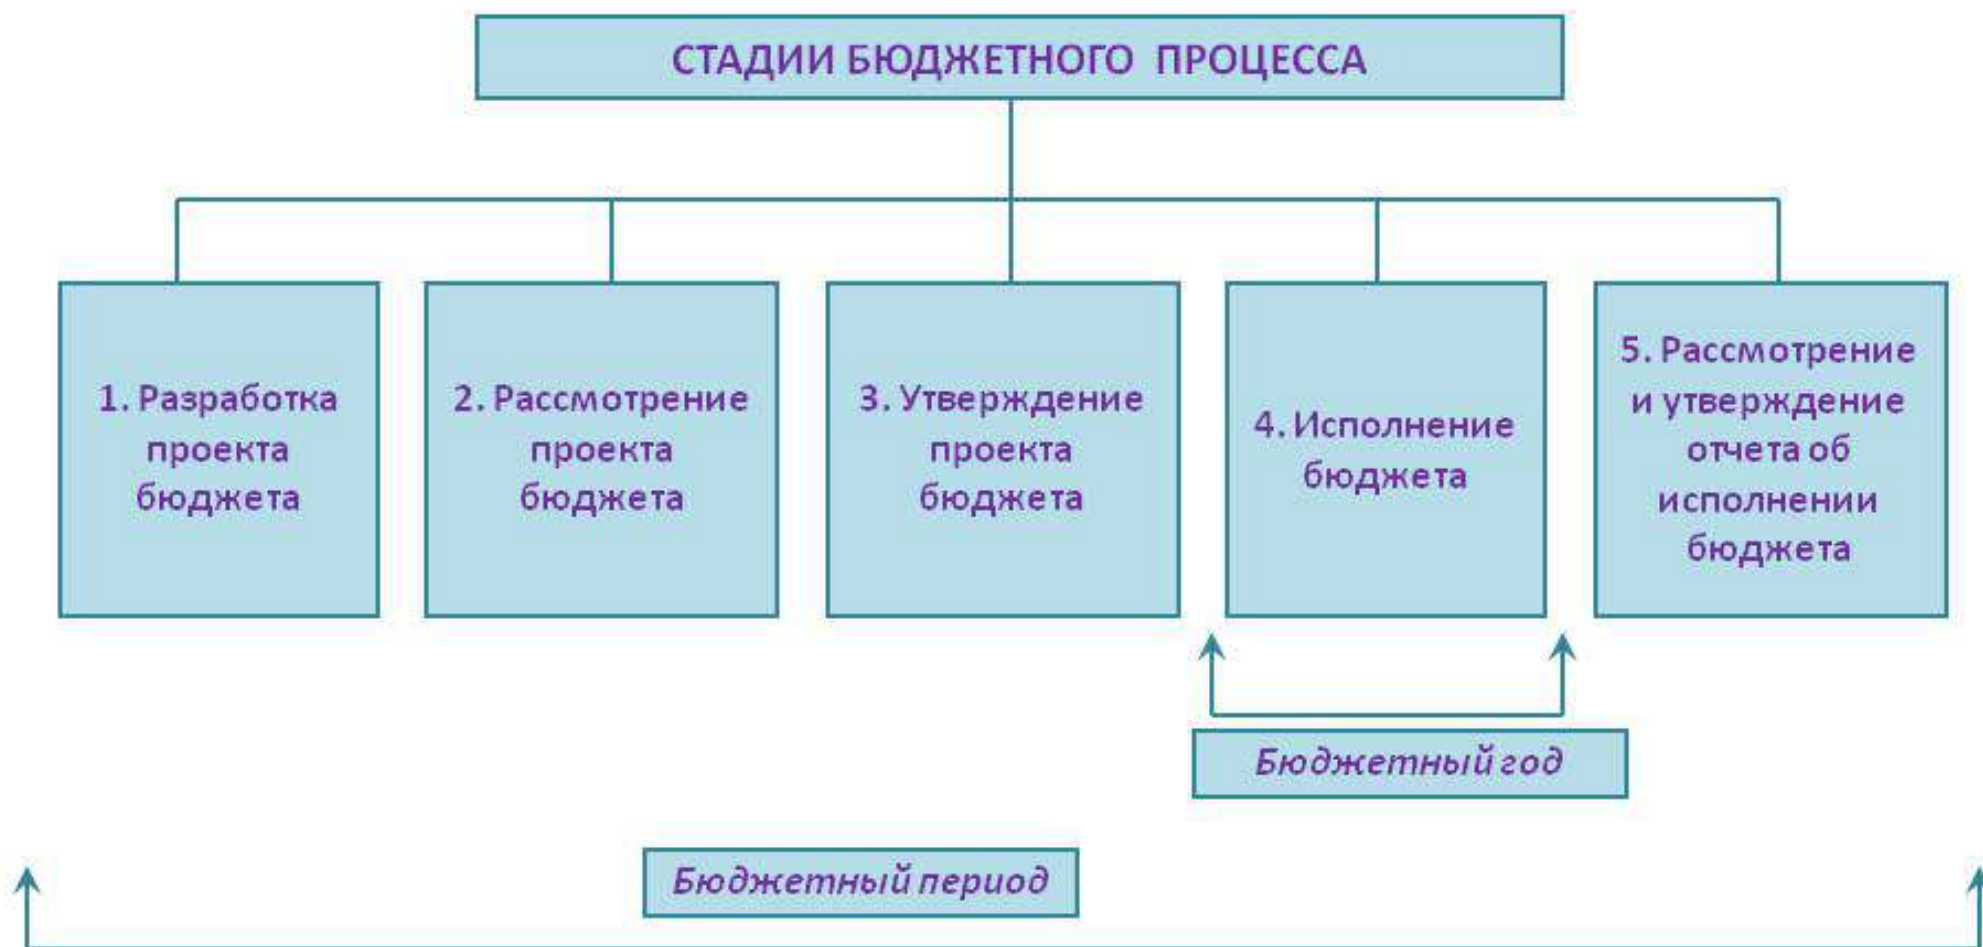 СТАДИИ БЮДЖЕТНОГО ПРОЦЕССА
1. Разработка
проекта
бюджета
2. Рассмотрение
проекта
бюджета
3. Утверждение
проекта
бюджета
4. Исполнение
бюджета
5. Рассмотрение
и утверждение
отчета об
исполнении
бюджета
Бюджетный год
Бюджетный период